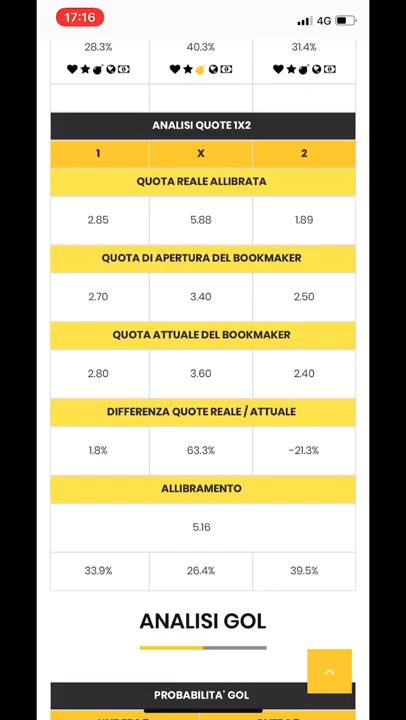 17:16
4G
28.3% 40.3% 31.4%
ANALISI QUOTE 1X2
1 X 2
QUOTA REALE ALLIBRATA
2.85 5.88 1.89
QUOTA DI APERTURA DEL BOOKMAKER
2.70 3.40 2.50
QUOTA ATTUALE DEL BOOKMAKER
2.80 3.60 2.40
DIFFERENZA QUOTE REALE / ATTUALE
1.8% 63.3% -21.3%
ALLIBRAMENTO
5.16
33.9% 26.4% 39.5%
ANALISI GOL
PROBABILITA' GOL